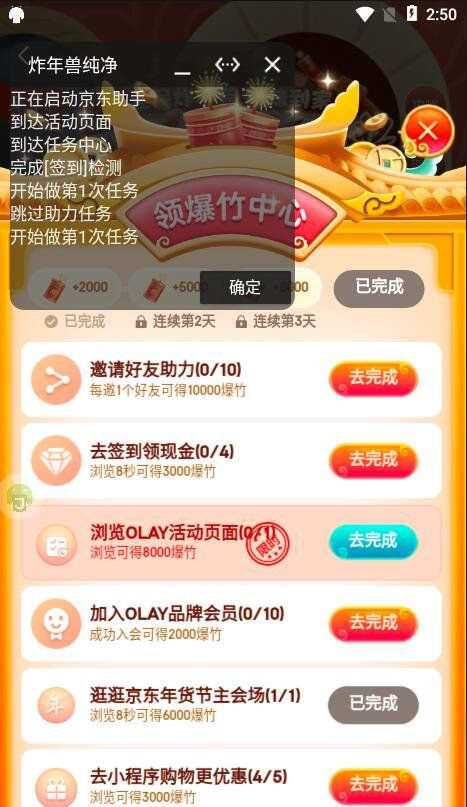 2:50
炸年兽纯净
正在启动京东助手
到达活动页面
到达任务中心
完成[签到]检测
开始做第1次任务
跳过助力任务
开始做第1次任务
领爆竹中心
+2000
+5000
+8000
确定
已完成
已完成
连续第2天
连续第3天
邀请好友助力(0/10)
每邀1个好友可得10000爆竹
去完成
去签到领现金(0/4)
浏览8秒可得3000爆竹
去完成
浏览OLAY活动页面(0/1)
浏览可得8000爆竹
限时
去完成
加入OLAY品牌会员(0/10)
成功入会可得2000爆竹
去完成
逛逛京东年货节主会场(1/1)
浏览8秒可得6000爆竹
已完成
去小程序购物更优惠(4/5)
浏览可得3000爆竹
去完成